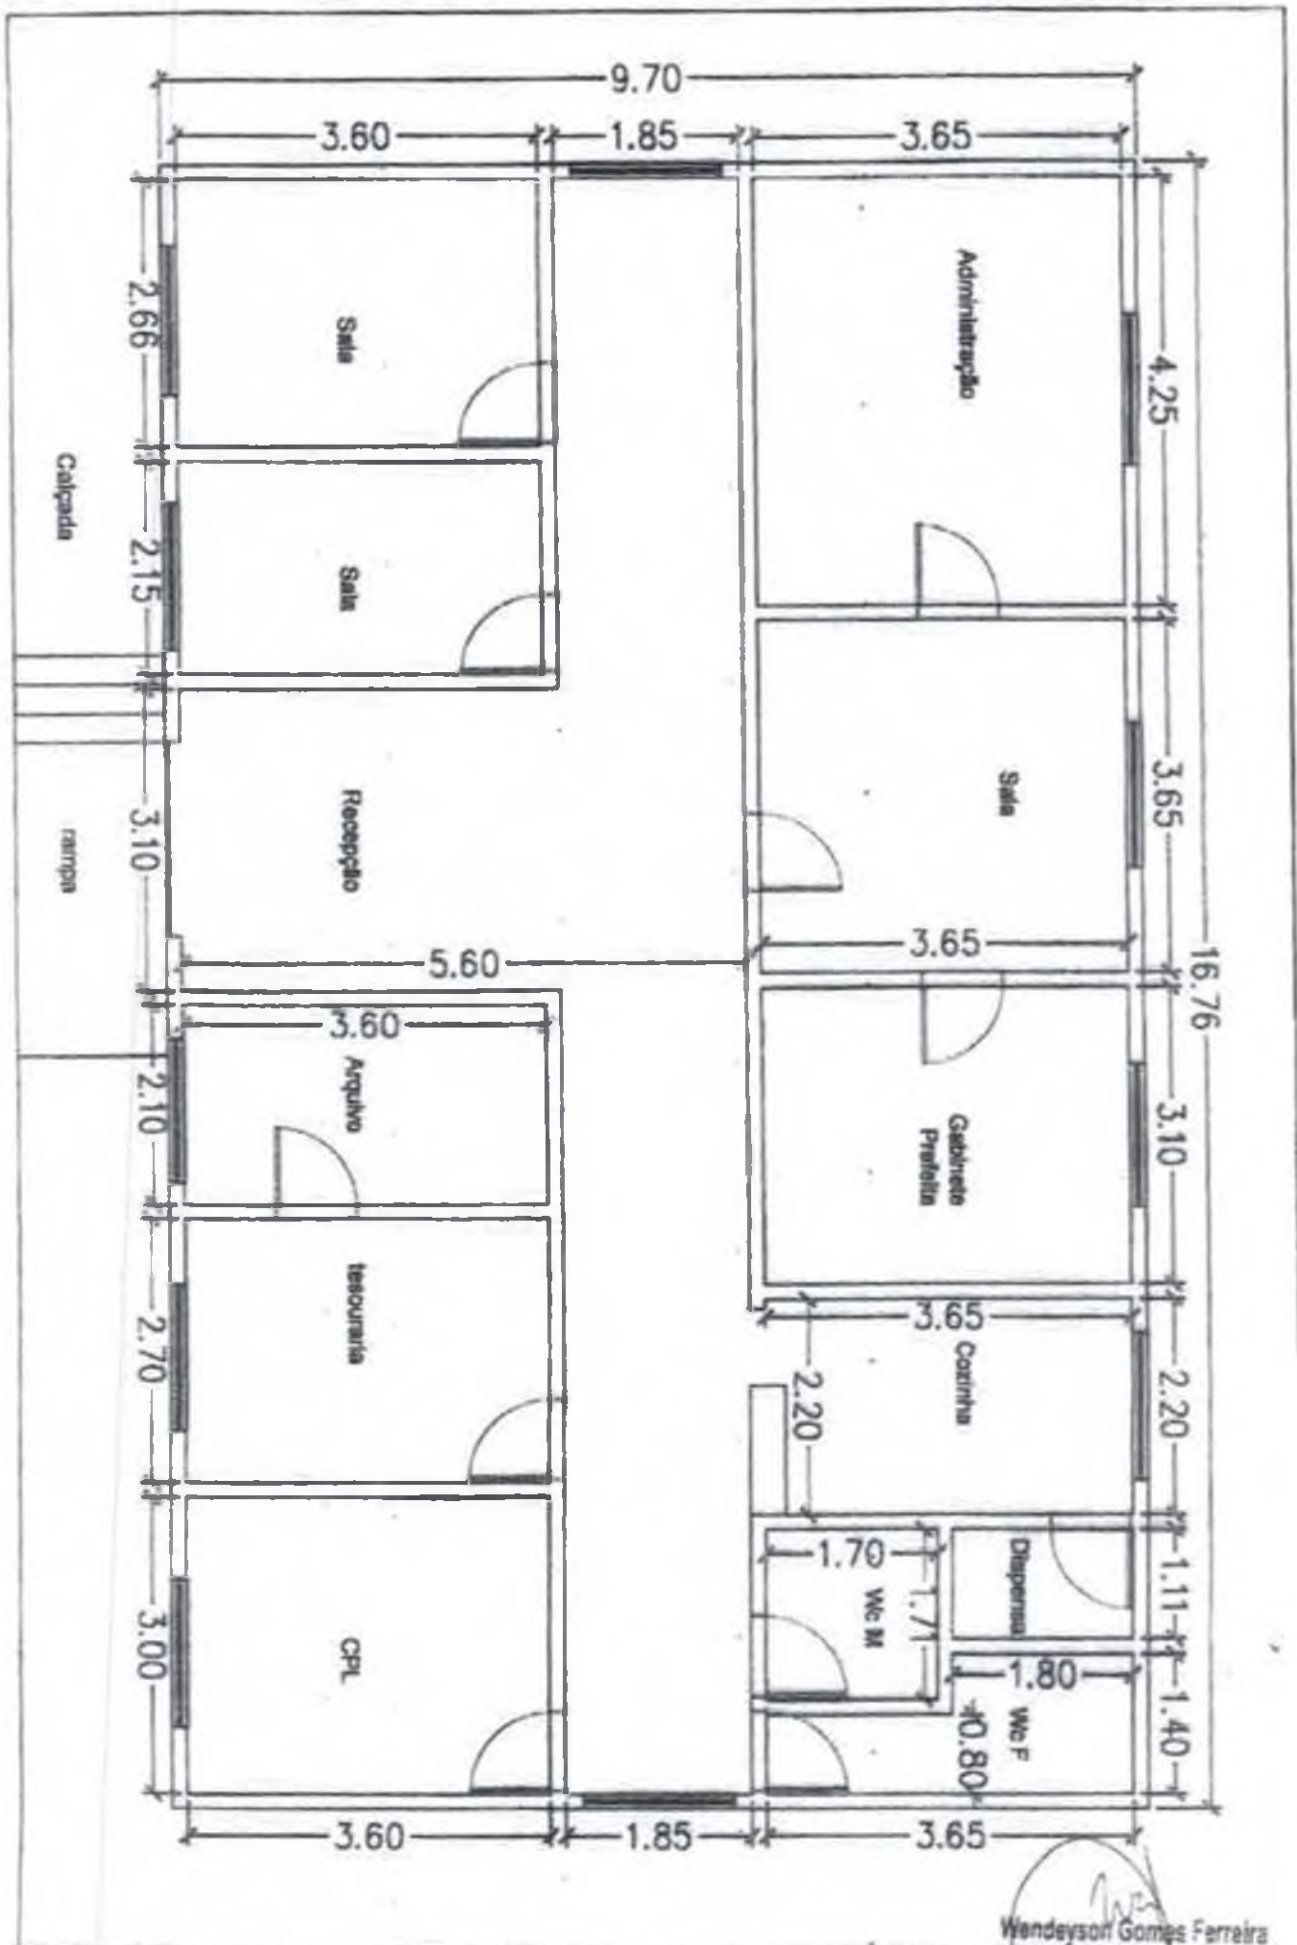 9.70
3.60
1.85
3.65
Administração
4.25
2.66
Sala
Calçada
2.15
Sala
Sala
3.65
16.76
3.10
Recepção
rampa
5.60
3.65
3.60
Arquivo
2.10
Gabinete
Prefeita
3.10
tesouraria
2.70
3.65
Cozinha
2.20
2.20
1.70
Wc M
1.71
Dispensa
1.11
3.00
CPL
1.80
Wc F
0.80
1.40
3.60
1.85
3.65
Wendeyson Gomes Ferreira